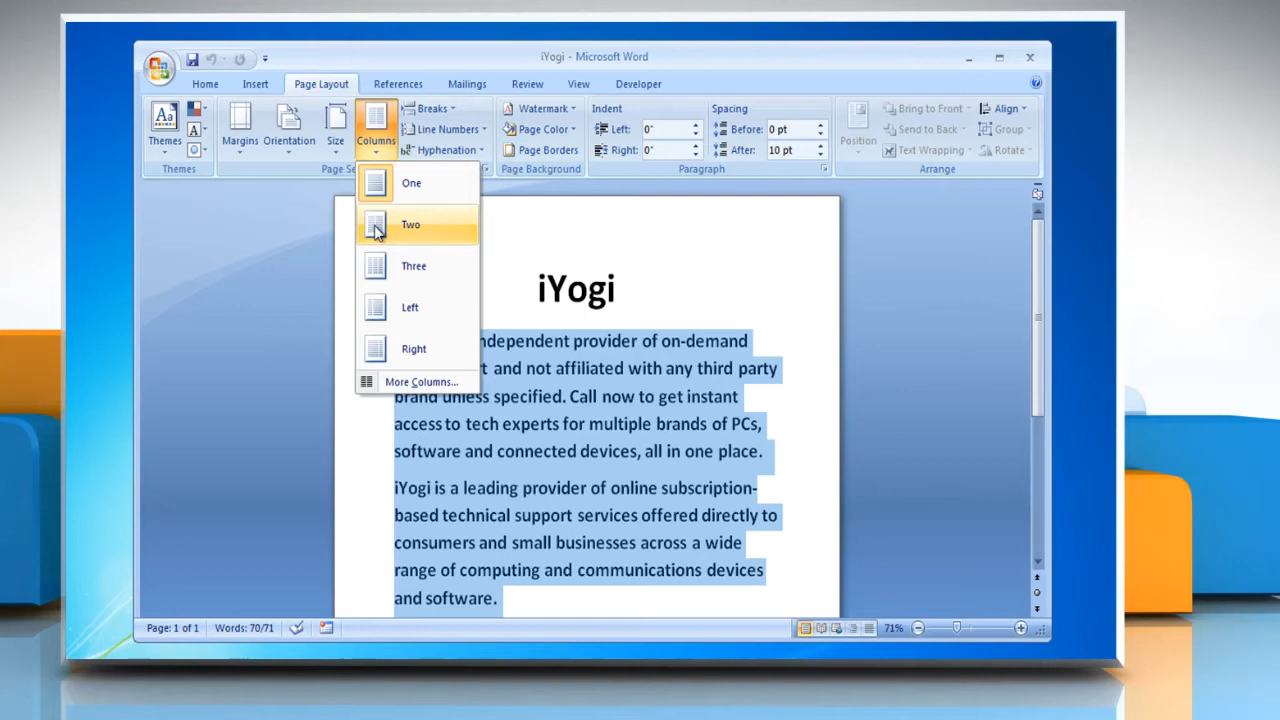 iYogi - Microsoft Word
Home Insert Page Layout References Mailings Review View Developer
Themes
Margins Orientation Size Columns
Breaks
Line Numbers
Hyphenation
Watermark
Page Color
Page Borders
Indent
Left: 0"
Right: 0"
Spacing
Before: 0 pt
After: 10 pt
Position
Bring to Front
Send to Back
Text Wrapping
Align
Group
Rotate
Themes Page Se Page Background Paragraph Arrange
One
Two
Three
Left
Right
More Columns...
iYogi
ndependent provider of on-demand
t and not affiliated with any third party
brand unless specified. Call now to get instant
access to tech experts for multiple brands of PCs,
software and connected devices, all in one place.
iYogi is a leading provider of online subscription-
based technical support services offered directly to
consumers and small businesses across a wide
range of computing and communications devices
and software.
Page: 1 of 1 Words: 70/71 71%